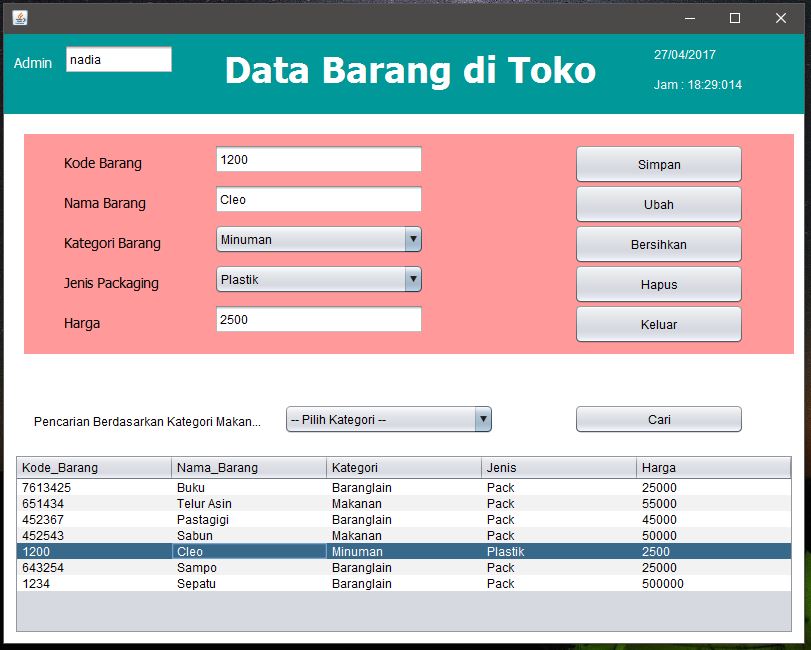 Admin nadia
Data Barang di Toko
27/04/2017
Jam : 18:29:014
Kode Barang 1200 Simpan
Nama Barang Cleo Ubah
Kategori Barang Minuman Bersihkan
Jenis Packaging Plastik Hapus
Harga 2500 Keluar
Pencarian Berdasarkan Kategori Makan... -- Pilih Kategori -- Cari
Kode_Barang Nama_Barang Kategori Jenis Harga
7613425 Buku Baranglain Pack 25000
651434 Telur Asin Makanan Pack 55000
452367 Pastagigi Baranglain Pack 45000
452543 Sabun Makanan Pack 50000
1200 Cleo Minuman Plastik 2500
643254 Sampo Baranglain Pack 25000
1234 Sepatu Baranglain Pack 500000